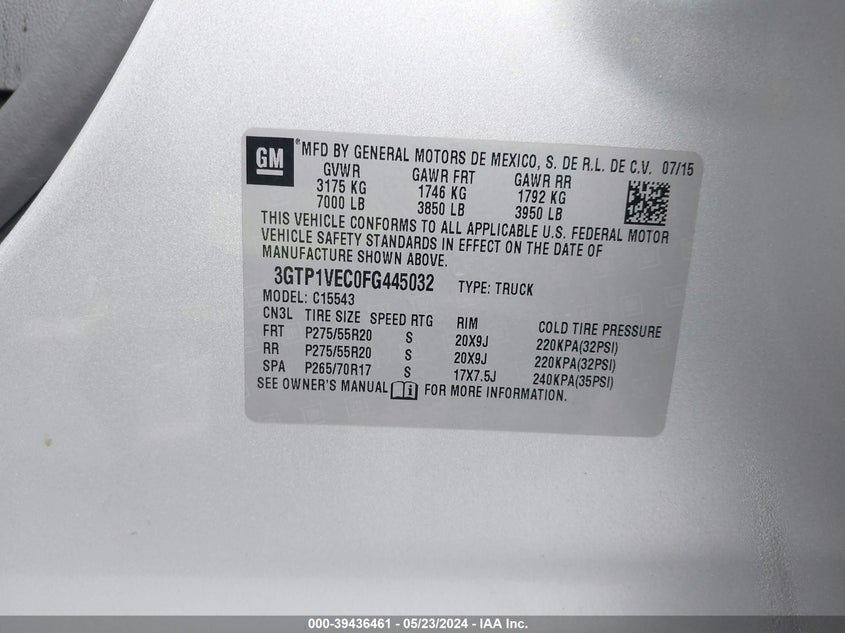 GM ® MFD BY GENERAL MOTORS DE MEXICO, S. DE R.L. DE C.V. 07/15
GVWR GAWR FRT GAWR RR
3175 KG 1746 KG 1792 KG
7000 LB 3850 LB 3950 LB
THIS VEHICLE CONFORMS TO ALL APPLICABLE U.S. FEDERAL MOTOR
VEHICLE SAFETY STANDARDS IN EFFECT ON THE DATE OF
MANUFACTURE SHOWN ABOVE.
3GTP1VEC0FG445032 TYPE: TRUCK
MODEL: C15543
CN3L TIRE SIZE SPEED RTG RIM COLD TIRE PRESSURE
FRT P275/55R20 S 20X9J 220KPA(32PSI)
RR P275/55R20 S 20X9J 220KPA(32PSI)
SPA P265/70R17 S 17X7.5J 240KPA(35PSI)
SEE OWNER'S MANUAL i FOR MORE INFORMATION.
000-39436461 - 05/23/2024 - IAA Inc.